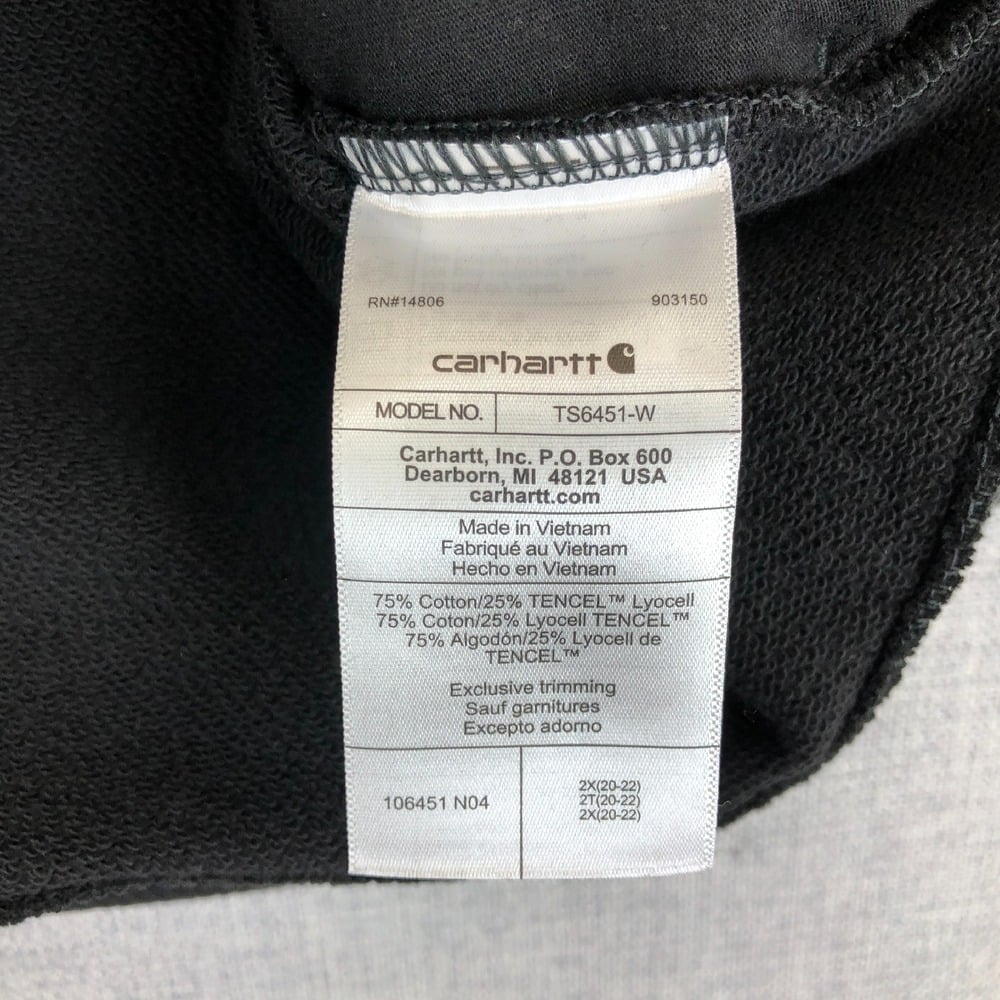 RN#14806 903150
carhartt
MODEL NO. TS6451-W
Carhartt, Inc. P.O. Box 600
Dearborn, MI 48121 USA
carhartt.com
Made in Vietnam
Fabriqué au Vietnam
Hecho en Vietnam
75% Cotton/25% TENCEL™ Lyocell
75% Coton/25% Lyocell TENCEL™
75% Algodón/25% Lyocell de
TENCEL™
Exclusive trimming
Sauf garnitures
Excepto adorno
106451 N04
2X(20-22)
2T(20-22)
2X(20-22)